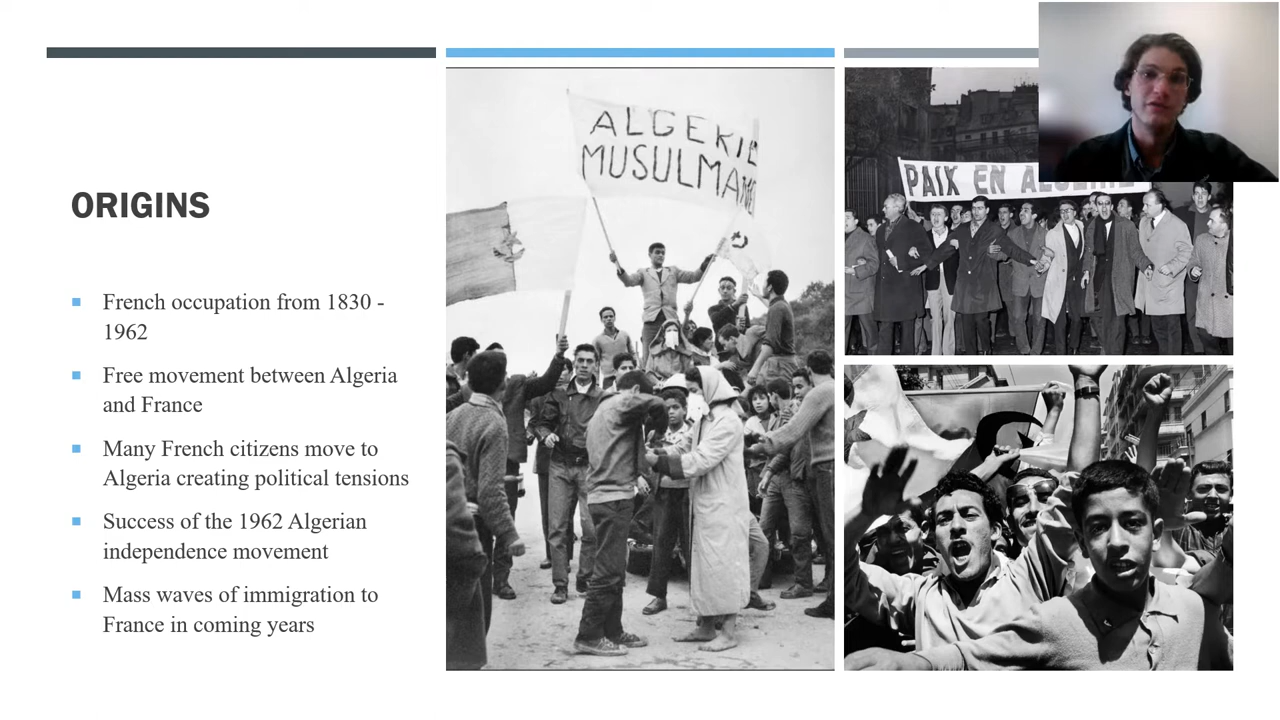 ORIGINS
French occupation from 1830 -
1962
Free movement between Algeria
and France
Many French citizens move to
Algeria creating political tensions
Success of the 1962 Algerian
independence movement
Mass waves of immigration to
France in coming years
ALGERIE
MUSULMANE
PAIX EN ALGERIE